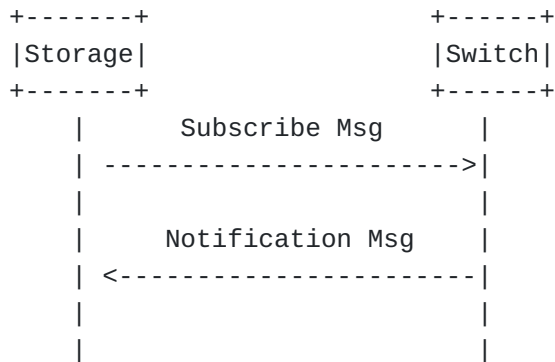 +-------+                  +------+
|Storage|                  |Switch|
+-------+                  +------+
    |      Subscribe Msg      |
    | ----------------------->|
    |                         |
    |     Notification Msg    |
    | <-----------------------|
    |                         |
    |                         |